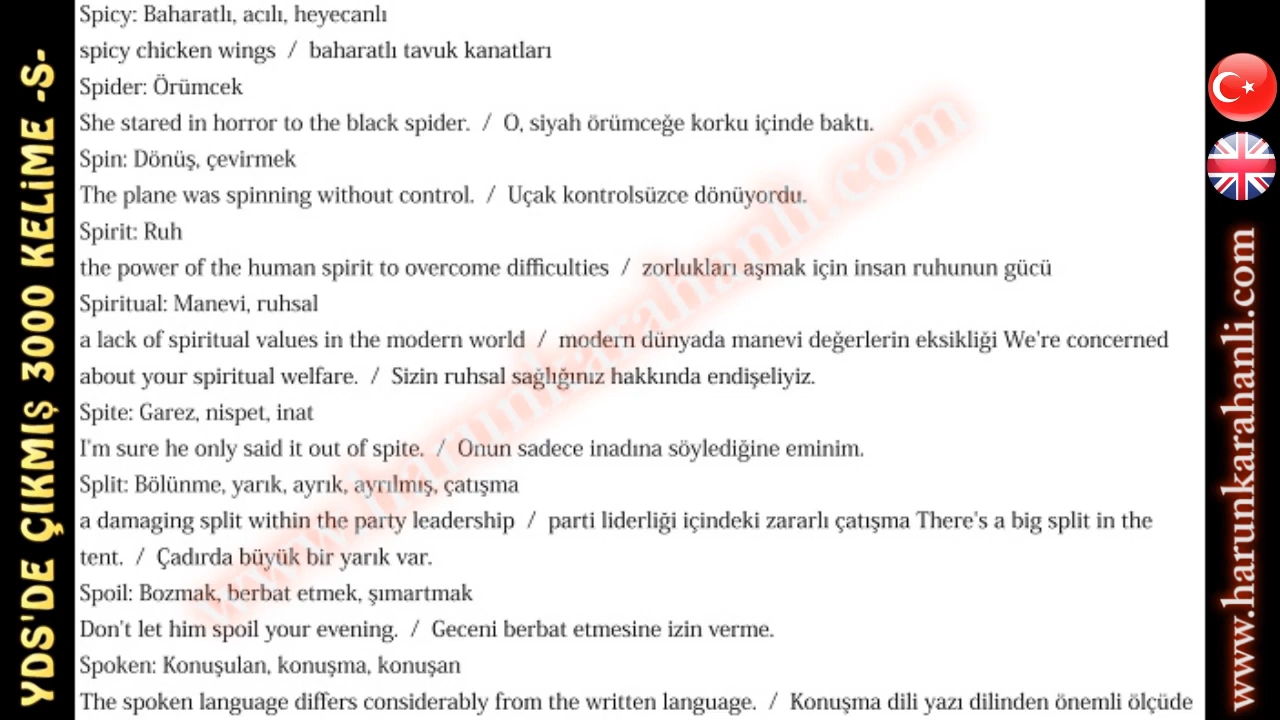 YDS'DE ÇIKMIŞ 3000 KELİME -S-
Spicy: Baharatlı, acılı, heyecanlı
spicy chicken wings / baharatlı tavuk kanatları
Spider: Örümcek
She stared in horror to the black spider. / O, siyah örümceğe korku içinde baktı.
Spin: Dönüş, çevirmek
The plane was spinning without control. / Uçak kontrolsüzce dönüyordu.
Spirit: Ruh
the power of the human spirit to overcome difficulties / zorlukları aşmak için insan ruhunun gücü
Spiritual: Manevi, ruhsal
a lack of spiritual values in the modern world / modern dünyada manevi değerlerin eksikliği We're concerned
about your spiritual welfare. / Sizin ruhsal sağlığınız hakkında endişeliyiz.
Spite: Garez, nispet, inat
I'm sure he only said it out of spite. / Onun sadece inadına söylediğine eminim.
Split: Bölünme, yarık, ayrık, ayrılmış, çatışma
a damaging split within the party leadership / parti liderliği içindeki zararlı çatışma There's a big split in the
tent. / Çadırda büyük bir yarık var.
Spoil: Bozmak, berbat etmek, şımartmak
Don't let him spoil your evening. / Geceni berbat etmesine izin verme.
Spoken: Konuşulan, konuşma, konuşan
The spoken language differs considerably from the written language. / Konuşma dili yazı dilinden önemli ölçüde
www.harunkarahanli.com
www.harunkarahanli.com